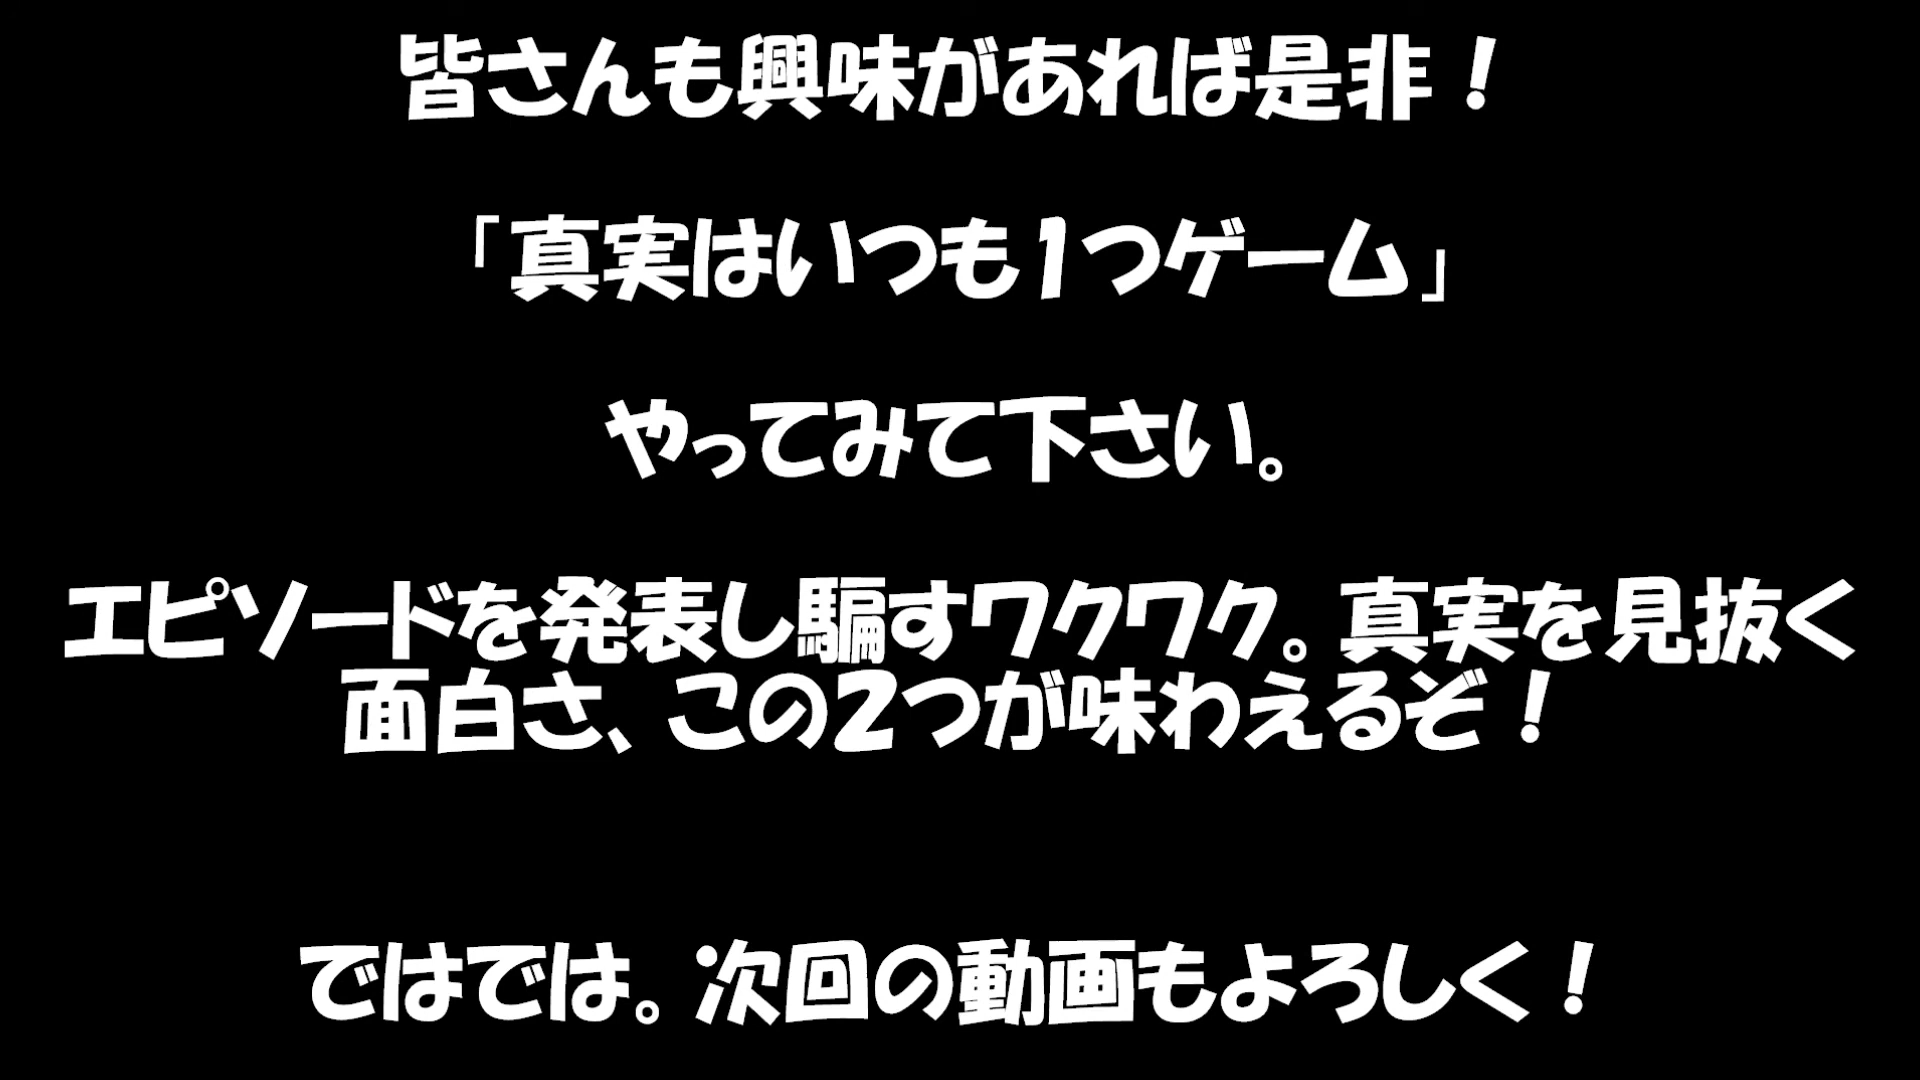 皆さんも興味があれば是非！
「真実はいつも1つゲーム」
やってみて下さい。
エピソードを発表し騙すワクワク。真実を見抜く
面白さ、この2つが味わえるぞ！
ではでは。次回の動画もよろしく！